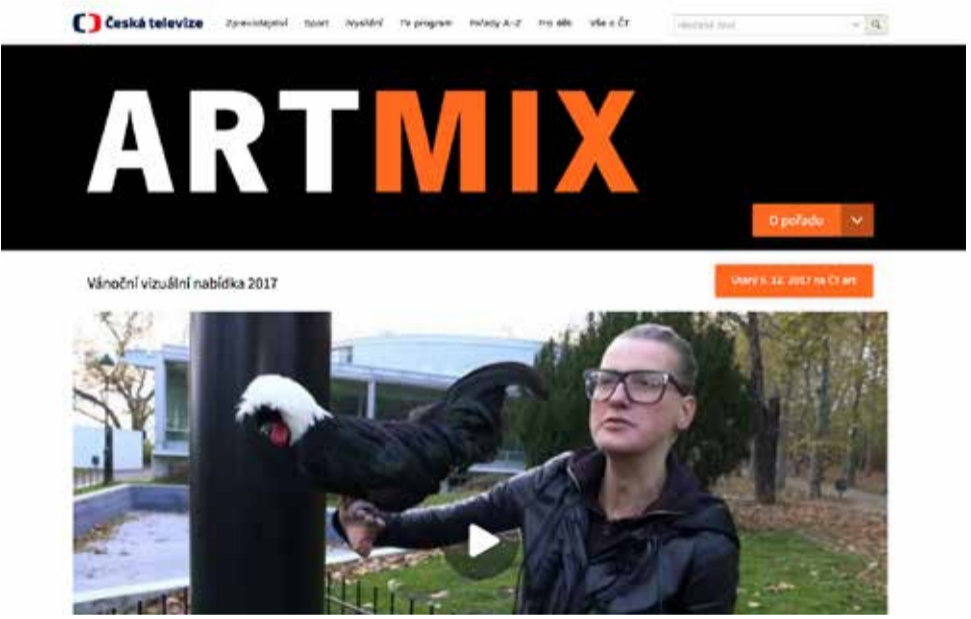 Česká televize Zpravodajství Sport iVysílání TV program Pořady A-Z Pro děti Vše o ČT
ARTMIX
O pořadu
Vánoční vizuální nabídka 2017
Úterý 5. 12. 2017 na ČT art